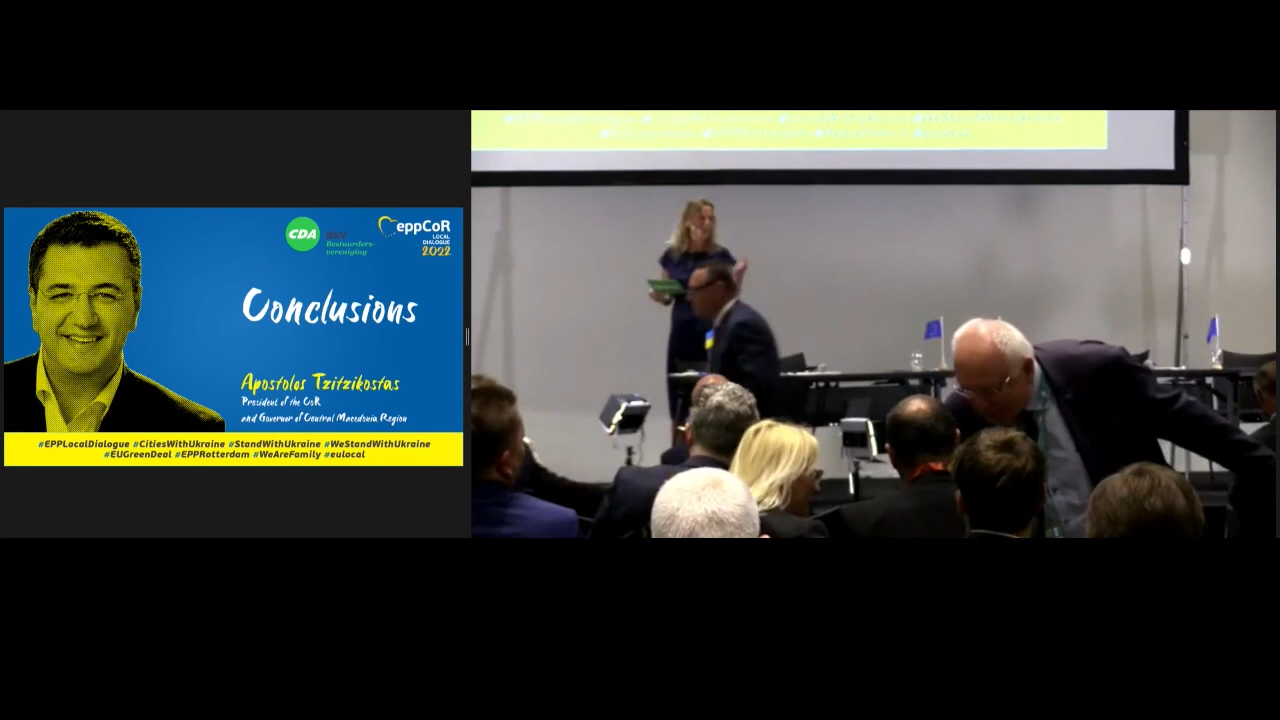 CDA
BSV
Bestuurders-
vereniging
eppCoR
LOCAL
DIALOGUE
2022
Conclusions
Apostolos Tzitzikostas
President of the CoR
and Governor of Central Macedonia Region
#EPPLocalDialogue #CitiesWithUkraine #StandWithUkraine #WeStandWithUkraine
#EUGreenDeal #EPPRotterdam #WeAreFamily #eulocal